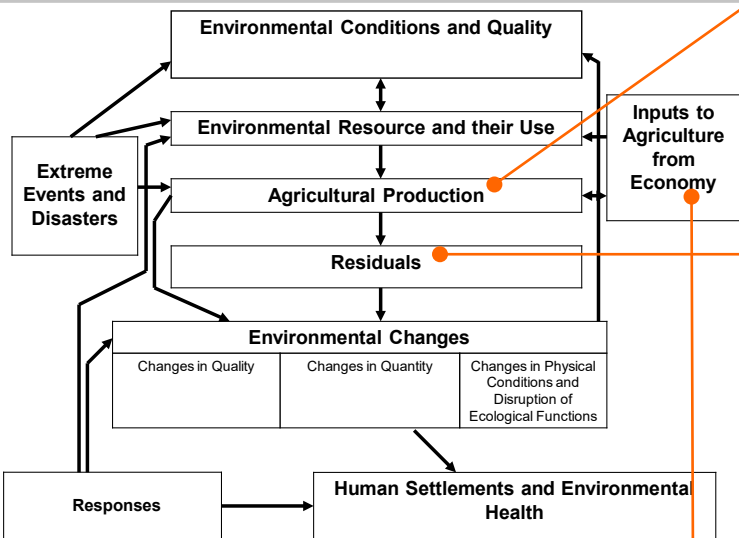 Environmental Conditions and Quality
Environmental Resource and their Use
Inputs to
Agriculture
from
Economy
Extreme
Events and
Disasters
Agricultural Production
Residuals
Environmental Changes
Changes in Quality
Changes in Quantity
Changes in Physical
Conditions and
Disruption of
Ecological Functions
Responses
Human Settlements and Environmental
Health